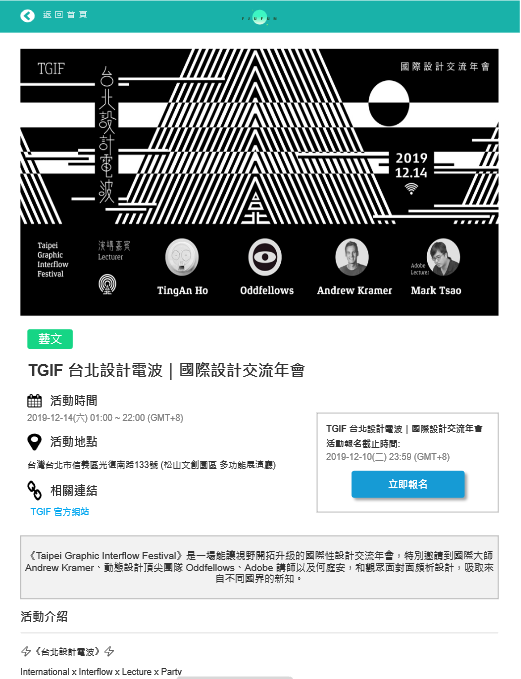 返回首頁
TGIF
台北設計電波
國際設計交流年會
2019
12.14
台北
Taipei
Graphic
Interflow
Festival
演講嘉賓
Lecturer
TingAn Ho
Oddfellows
Andrew Kramer
Adobe
Lecturer
Mark Tsao
藝文
TGIF 台北設計電波｜國際設計交流年會
活動時間
2019-12-14(六) 01:00 ~ 22:00 (GMT+8)
活動地點
台灣台北市信義區光復南路133號 (松山文創園區 多功能展演廳)
相關連結
TGIF 官方網站
TGIF 台北設計電波｜國際設計交流年會
活動報名截止時間:
2019-12-10(二) 23:59 (GMT+8)
立即報名
《Taipei Graphic Interflow Festival》是一場能讓視野開拓升級的國際性設計交流年會，特別邀請到國際大師
Andrew Kramer、動態設計頂尖團隊 Oddfellows、Adobe 講師以及何庭安，和觀眾面對面頗析設計，吸取來
自不同國界的新知。
活動介紹
《台北設計電波》
International x Interflow x Lecture x Party